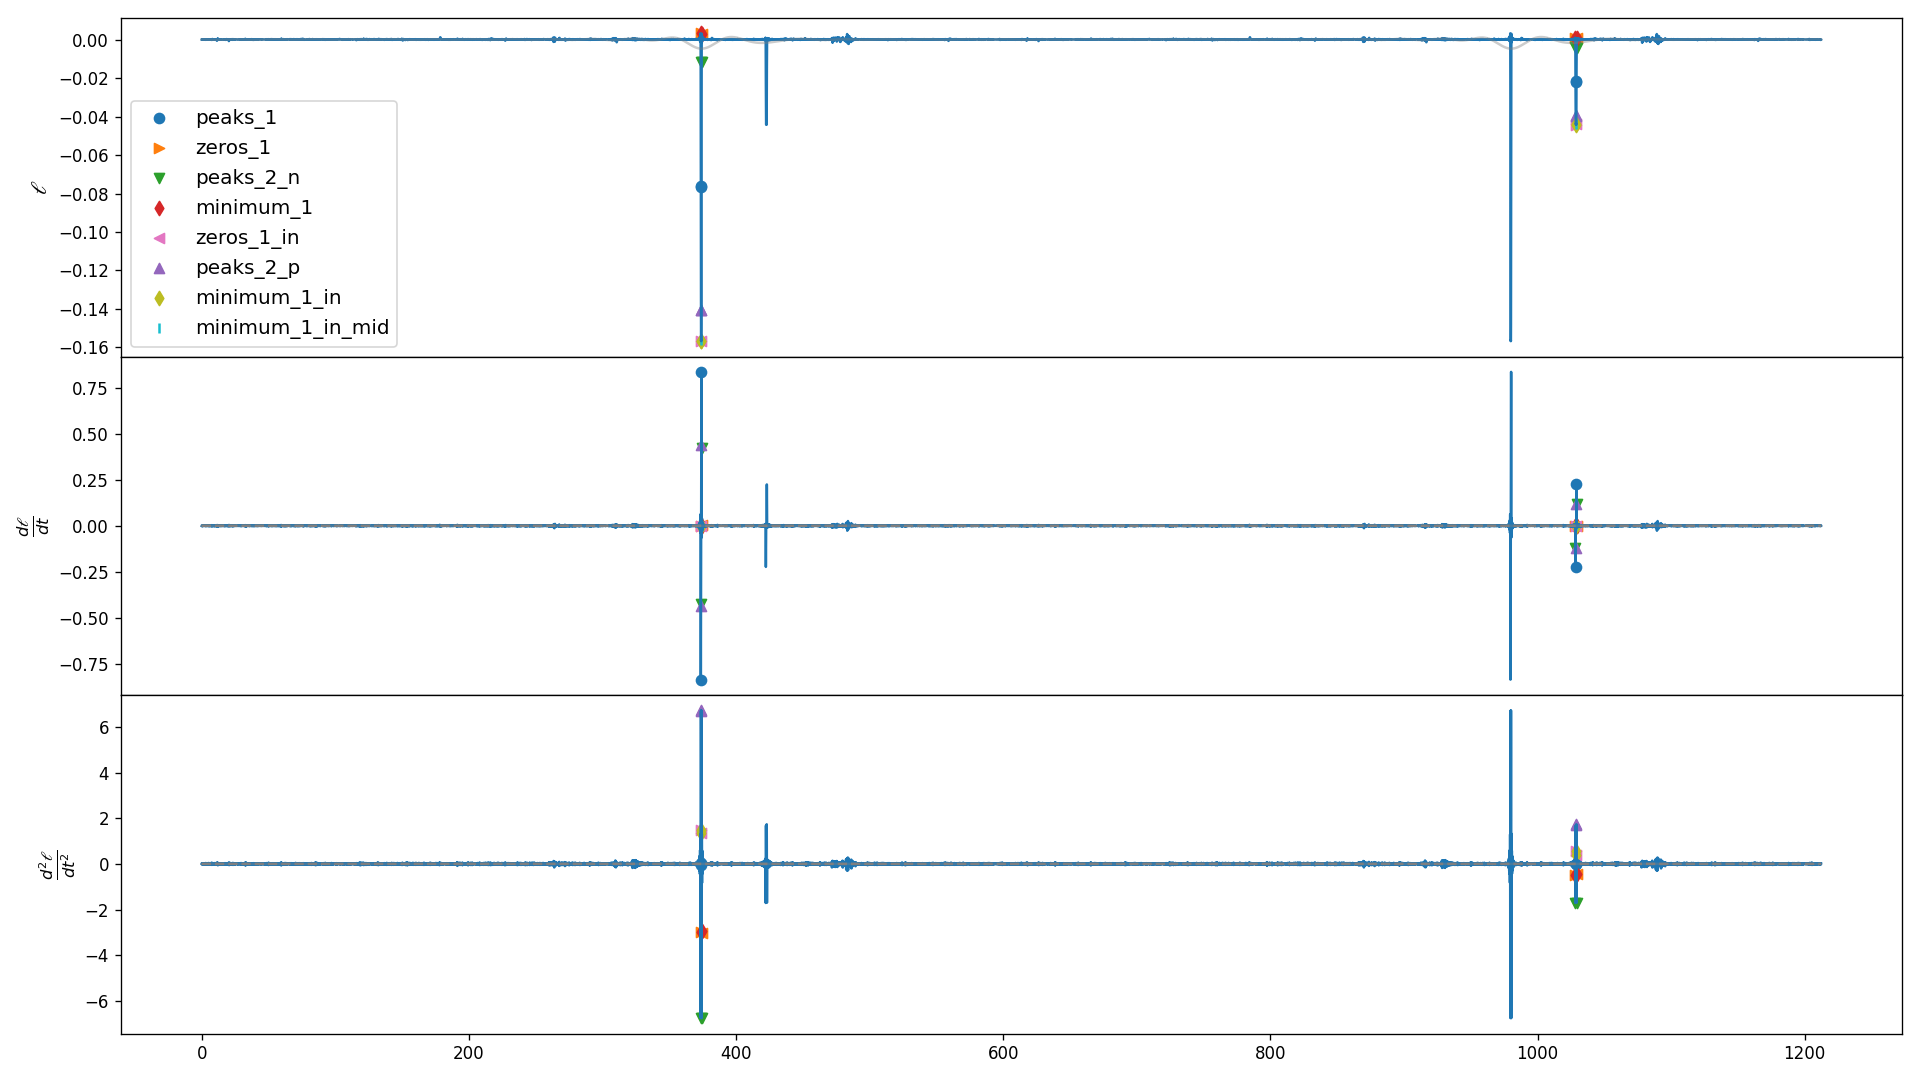 0.00
−0.02
−0.04
−0.06
−0.08
−0.10
−0.12
−0.14
−0.16
ℓ
peaks_1
zeros_1
peaks_2_n
minimum_1
zeros_1_in
peaks_2_p
minimum_1_in
minimum_1_in_mid
0.75
0.50
0.25
0.00
−0.25
−0.50
−0.75
dℓ
dt
6
4
2
0
−2
−4
−6
d²ℓ
dt²
0 200 400 600 800 1000 1200